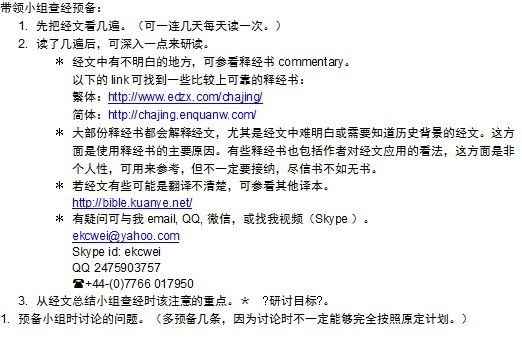 带领小组查经预备：
1. 先把经文看几遍。（可一连几天每天读一次。）
2. 读了几遍后，可深入一点来研读。
＊ 经文中有不明白的地方，可参看释经书 commentary。
以下的 link 可找到一些比较上可靠的释经书：
繁体：http://www.edzx.com/chajing/
简体：http://chajing.enquanw.com/
＊ 大部份释经书都会解释经文，尤其是经文中难明白或需要知道历史背景的经文。这方
面是使用释经书的主要原因。有些释经书也包括作者对经文应用的看法，这方面是非
个人性，可用来参考，但不一定要接纳，尽信书不如无书。
＊ 若经文有些可能是翻译不清楚，可参看其他译本。
http://bible.kuanye.net/
＊ 有疑问可与我 email, QQ, 微信，或找我视频（Skype ）。
ekcwei@yahoo.com
Skype id: ekcwei
QQ 2475903757
☎+44-(0)7766 017950
3. 从经文总结小组查经时该注意的重点。＊ ?研讨目标?。
1. 预备小组时讨论的问题。（多预备几条，因为讨论时不一定能够完全按照原定计划。）